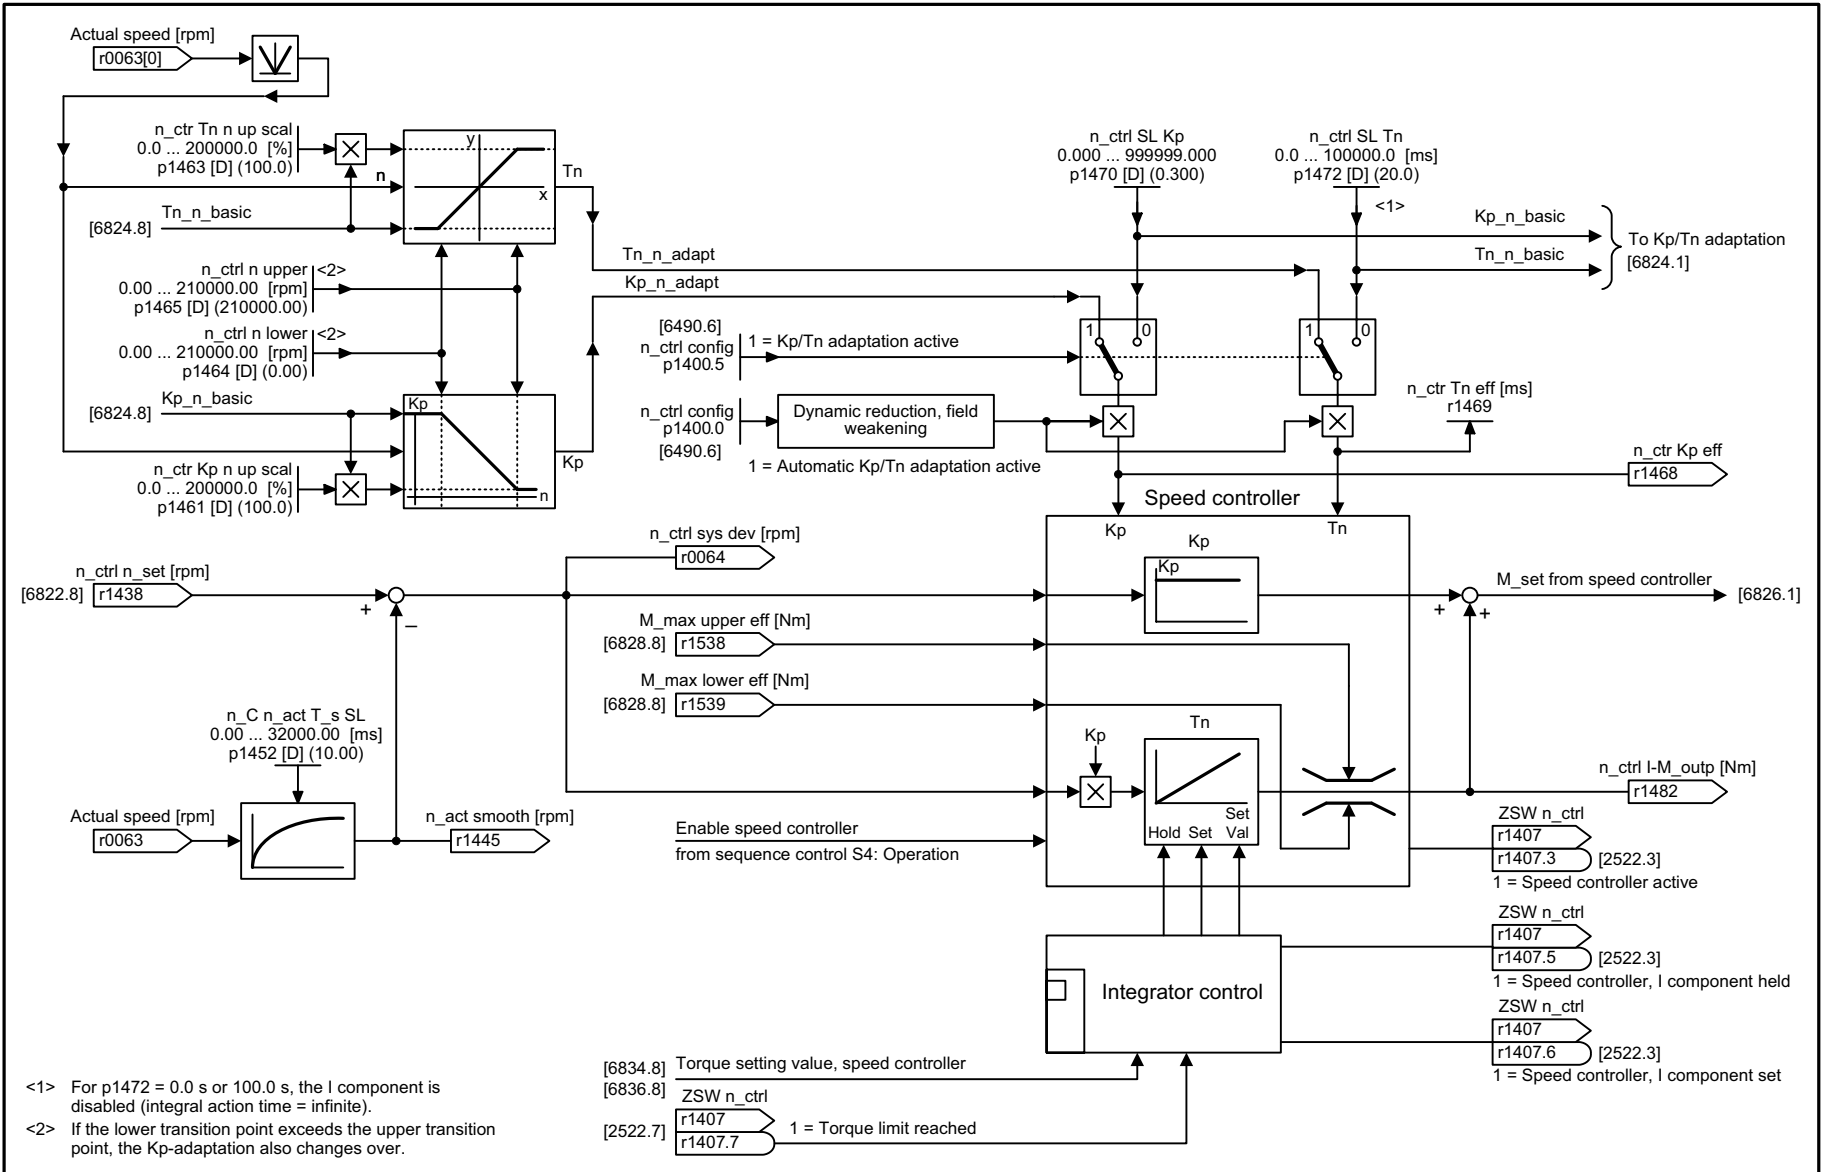 Actual speed [rpm]
r0063[0]
n_ctr Tn n up scal
0.0 ... 200000.0 [%]
p1463 [D] (100.0)
n
y
x
Tn
[6824.8]
Tn_n_basic
n_ctrl n upper <2>
0.00 ... 210000.00 [rpm]
p1465 [D] (210000.00)
n_ctrl n lower <2>
0.00 ... 210000.00 [rpm]
p1464 [D] (0.00)
[6824.8]
Kp_n_basic
Kp
n
Kp
n_ctr Kp n up scal
0.0 ... 200000.0 [%]
p1461 [D] (100.0)
Tn_n_adapt
Kp_n_adapt
n_ctrl SL Kp
0.000 ... 999999.000
p1470 [D] (0.300)
n_ctrl SL Tn
0.0 ... 100000.0 [ms]
p1472 [D] (20.0)
<1>
Kp_n_basic
Tn_n_basic
To Kp/Tn adaptation
[6824.1]
[6490.6]
n_ctrl config
p1400.5
1 = Kp/Tn adaptation active
1 0
1 0
n_ctrl config
p1400.0
[6490.6]
Dynamic reduction, field
weakening
1 = Automatic Kp/Tn adaptation active
n_ctr Tn eff [ms]
r1469
n_ctr Kp eff
r1468
Speed controller
Kp
Tn
n_ctrl sys dev [rpm]
r0064
n_ctrl n_set [rpm]
[6822.8] r1438
+
–
Kp
Kp
+
+
M_set from speed controller
[6826.1]
M_max upper eff [Nm]
[6828.8] r1538
M_max lower eff [Nm]
[6828.8] r1539
n_C n_act T_s SL
0.00 ... 32000.00 [ms]
p1452 [D] (10.00)
Actual speed [rpm]
r0063
n_act smooth [rpm]
r1445
Kp
Tn
Hold Set
Set
Val
Enable speed controller
from sequence control S4: Operation
n_ctrl I-M_outp [Nm]
r1482
ZSW n_ctrl
r1407
r1407.3 [2522.3]
1 = Speed controller active
ZSW n_ctrl
r1407
r1407.5 [2522.3]
1 = Speed controller, I component held
Integrator control
ZSW n_ctrl
r1407
r1407.6 [2522.3]
1 = Speed controller, I component set
[6834.8]
[6836.8]
Torque setting value, speed controller
ZSW n_ctrl
r1407
[2522.7] r1407.7
1 = Torque limit reached
<1> For p1472 = 0.0 s or 100.0 s, the I component is
disabled (integral action time = infinite).
<2> If the lower transition point exceeds the upper transition
point, the Kp-adaptation also changes over.